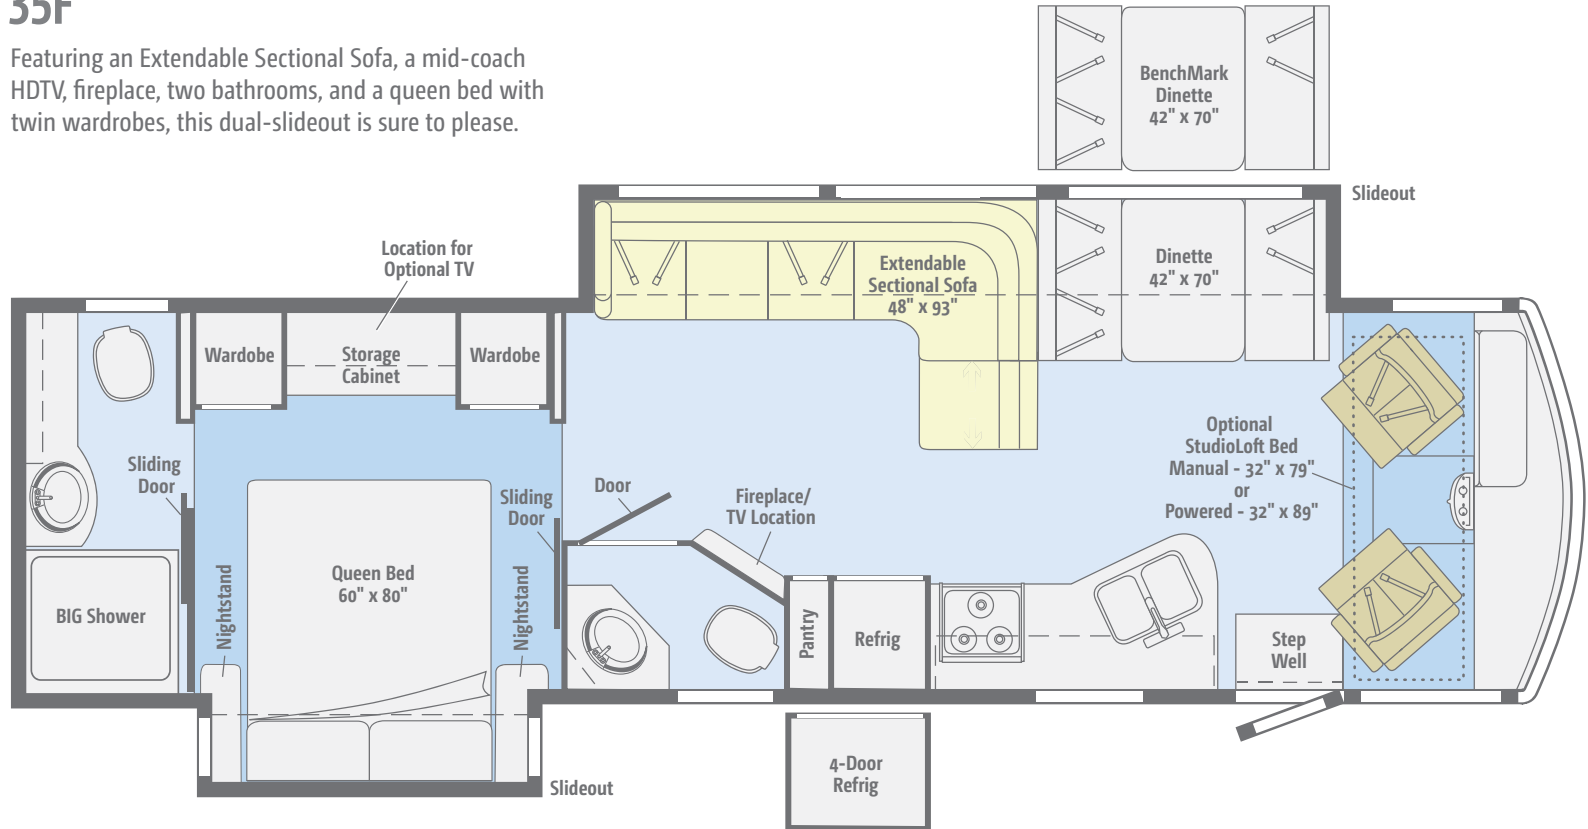 35F
Featuring an Extendable Sectional Sofa, a mid-coach
HDTV, fireplace, two bathrooms, and a queen bed with
twin wardrobes, this dual-slideout is sure to please.
BenchMark
Dinette
42" x 70"
Slideout
Location for
Optional TV
Extendable
Sectional Sofa
48" x 93"
Dinette
42" x 70"
Wardobe
Storage
Cabinet
Wardobe
Sliding
Door
Sliding
Door
Door
Fireplace/
TV Location
Optional
StudioLoft Bed
Manual - 32" x 79"
or
Powered - 32" x 89"
BIG Shower
Nightstand
Queen Bed
60" x 80"
Nightstand
Pantry
Refrig
Step
Well
4-Door
Refrig
Slideout